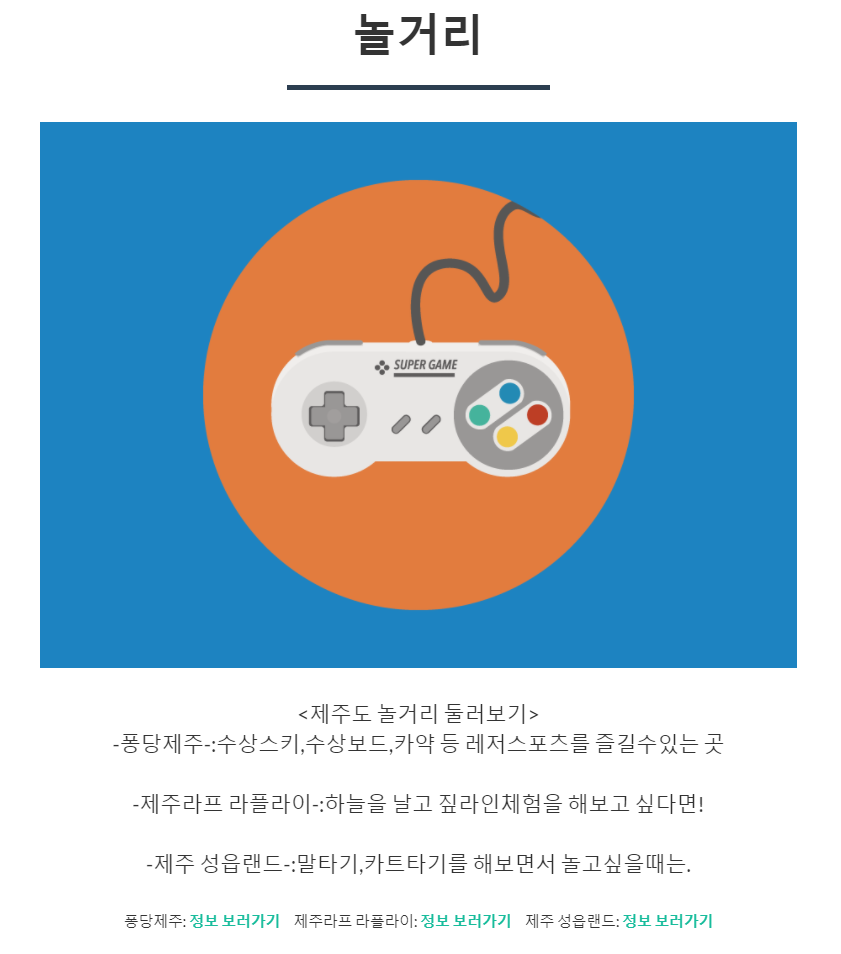 놀거리
SUPER GAME
<제주도 놀거리 둘러보기>
-퐁당제주-:수상스키,수상보드,카약 등 레저스포츠를 즐길수있는 곳
-제주라프 라플라이-:하늘을 날고 짚라인체험을 해보고 싶다면!
-제주 성읍랜드-:말타기,카트타기를 해보면서 놀고싶을때는.
퐁당제주: 정보 보러가기 제주라프 라플라이: 정보 보러가기 제주 성읍랜드: 정보 보러가기